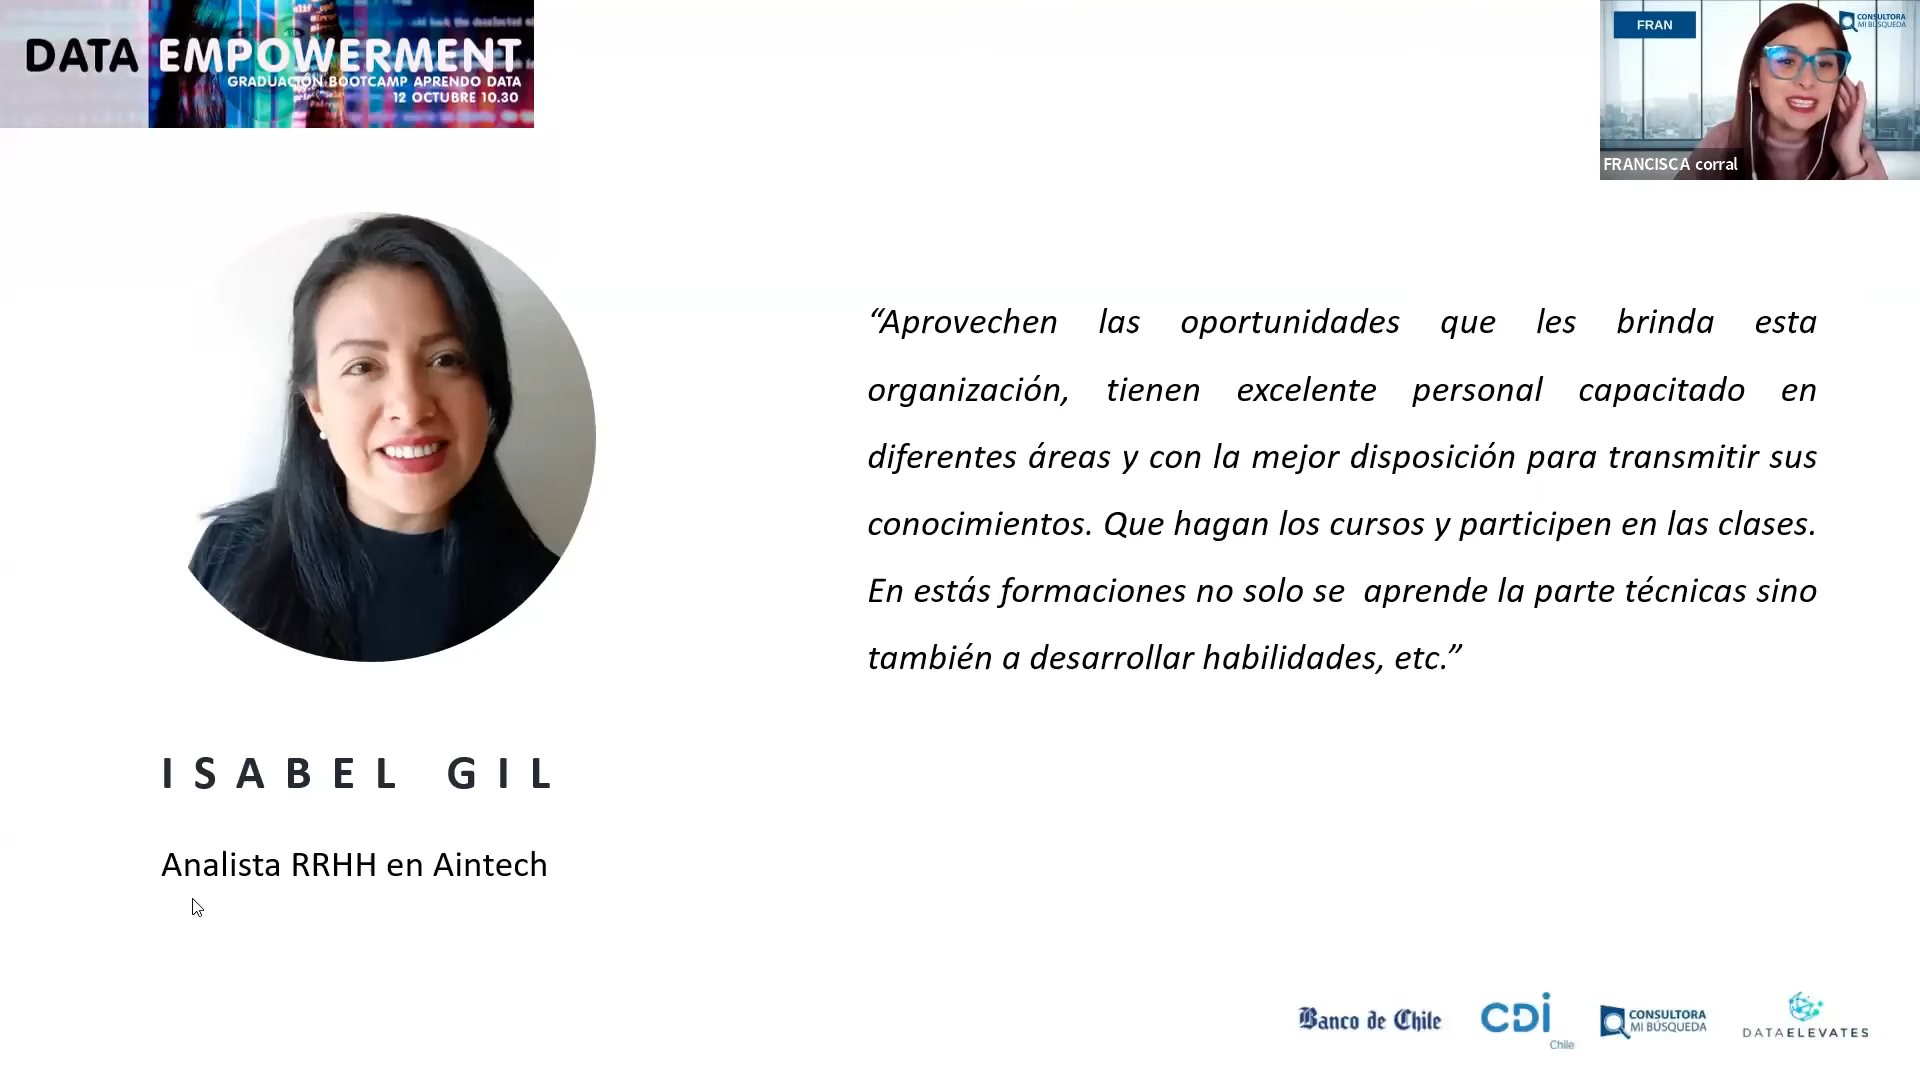 DATA EMPOWERMENT
GRADUACIÓN BOOTCAMP APRENDO DATA
12 OCTUBRE 10.30
FRAN
CONSULTORA
MI BÚSQUEDA
FRANCISCA corral
“Aprovechen las oportunidades que les brinda esta
organización, tienen excelente personal capacitado en
diferentes áreas y con la mejor disposición para transmitir sus
conocimientos. Que hagan los cursos y participen en las clases.
En estás formaciones no solo se aprende la parte técnicas sino
también a desarrollar habilidades, etc.”
ISABEL GIL
Analista RRHH en Aintech
Banco de Chile
CDI
Chile
CONSULTORA
MI BÚSQUEDA
DATAELEVATES